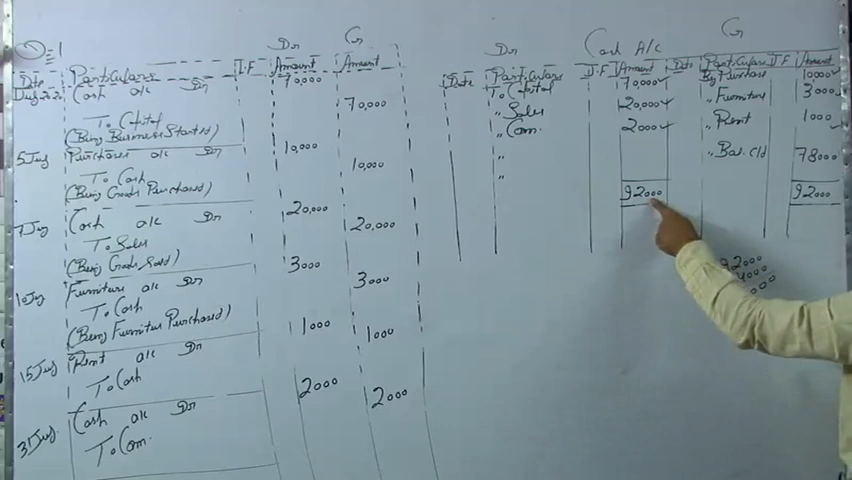 Q=1
Dr Cr
Date Particulars J.F Amount Amount
Cash a/c Dr 70,000
To Capital 70,000
(Being Business Started)
5 July Purchases a/c Dr 10,000
To Cash 10,000
(Being Goods Purchased)
7 July Cash a/c Dr 20,000
To Sales 20,000
(Being Goods Sold)
10 July Furniture a/c Dr 3000
To Cash 3000
(Being Furniture Purchased)
15 July Rent a/c Dr 1000
To Cash 1000
31 July Cash a/c Dr 2000
To Com. 2000
Dr Cash A/C Cr
Date Particulars J.F Amount Date Particulars J.F Amount
To Capital 70,000 By Purchase 10000
" Sales 20,000 " Furniture 3000
" Com. 2000 " Rent 1000
" " Bal. c/d 78000
"
92000 92000
92000